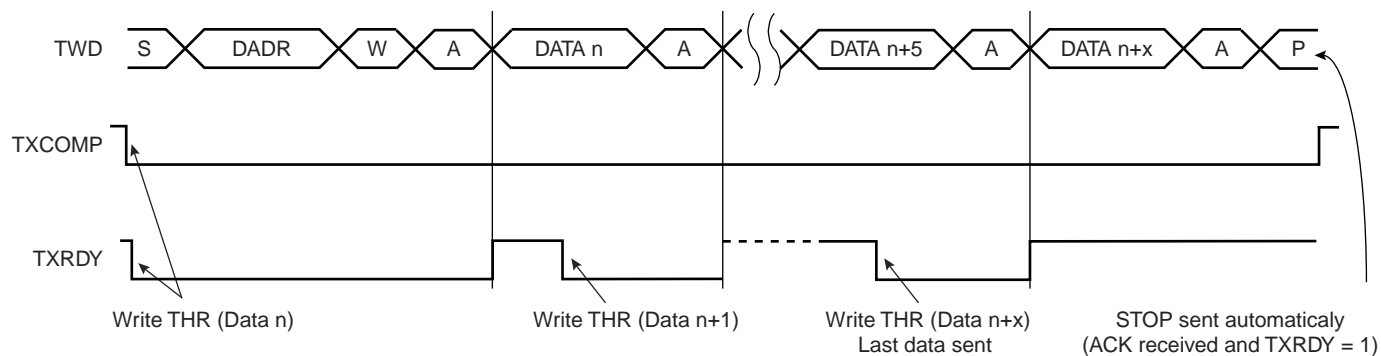 TWD S DADR W A DATA n A DATA n+5 A DATA n+x A P
TXCOMP
TXRDY
Write THR (Data n)
Write THR (Data n+1)
Write THR (Data n+x)
Last data sent
STOP sent automaticaly
(ACK received and TXRDY = 1)